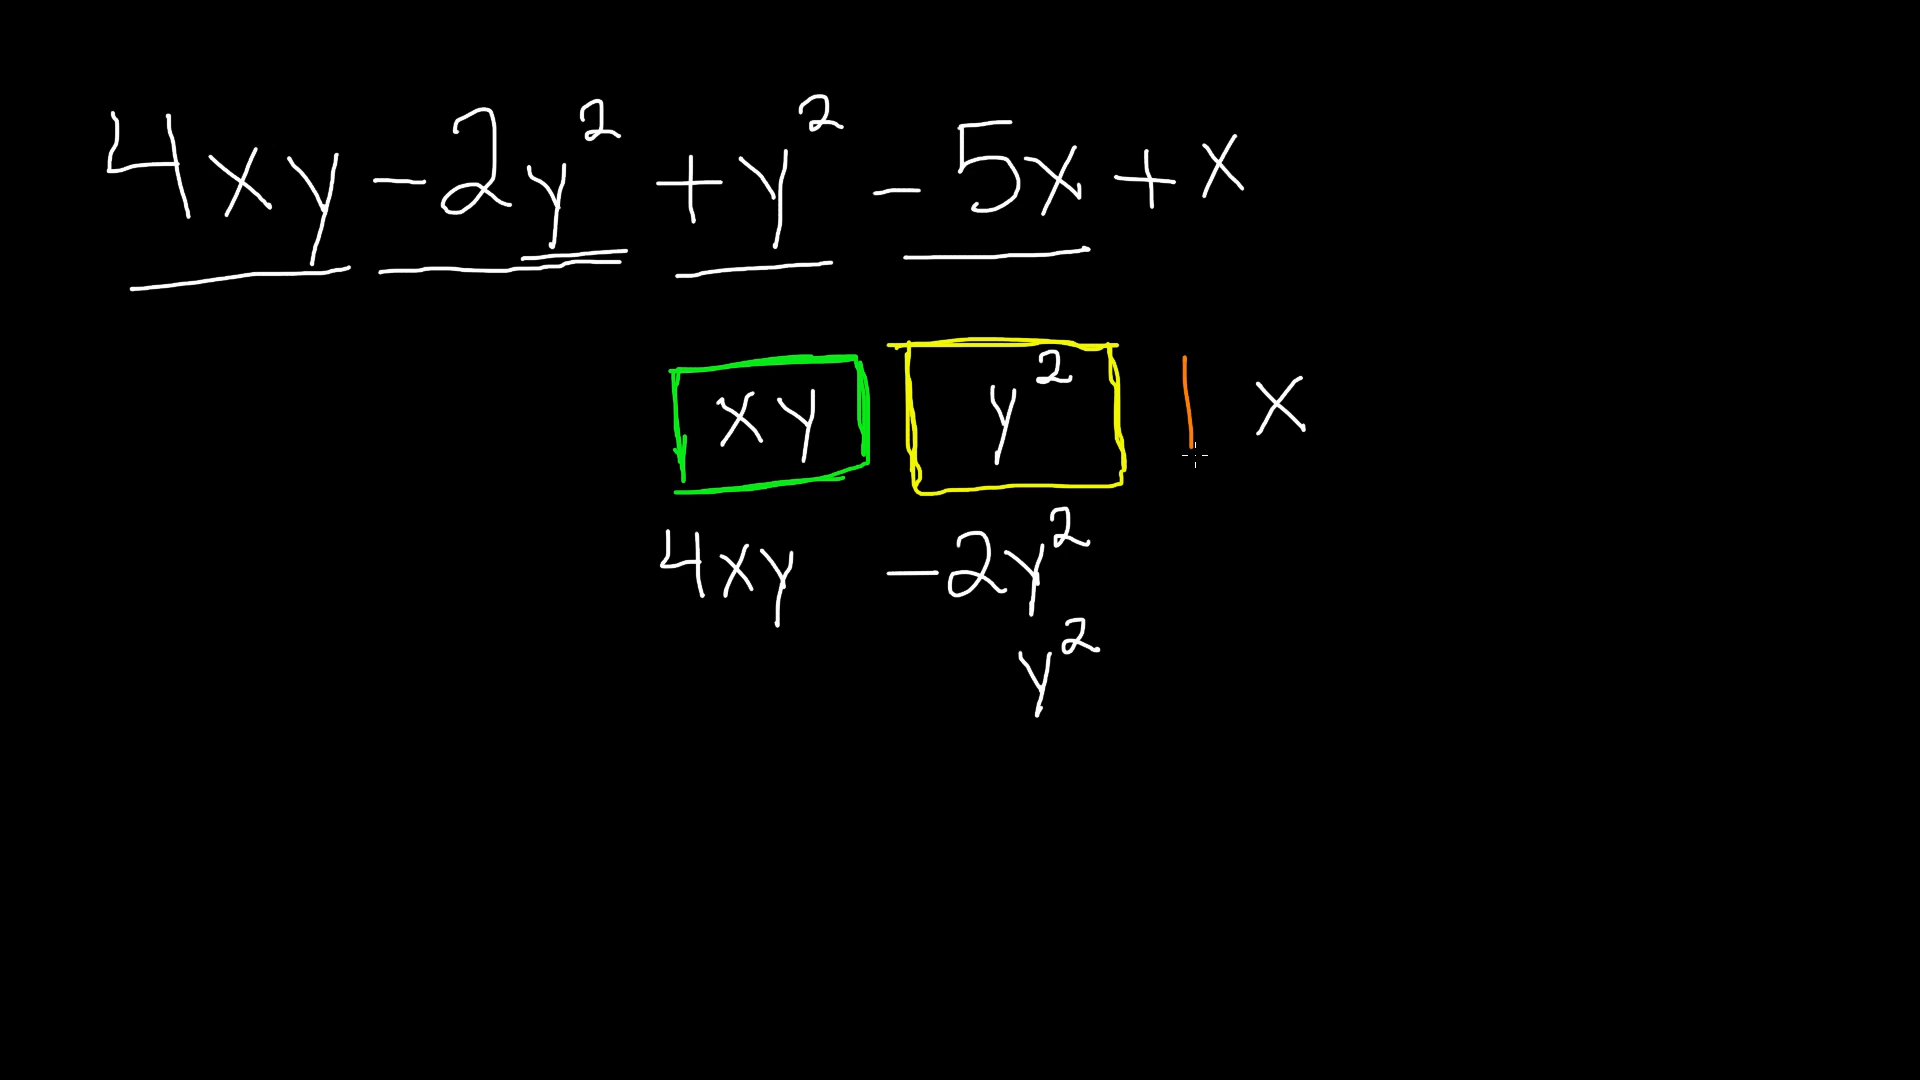 4xy - 2y² + y² - 5x + x
xy y² x
4xy -2y²
y²